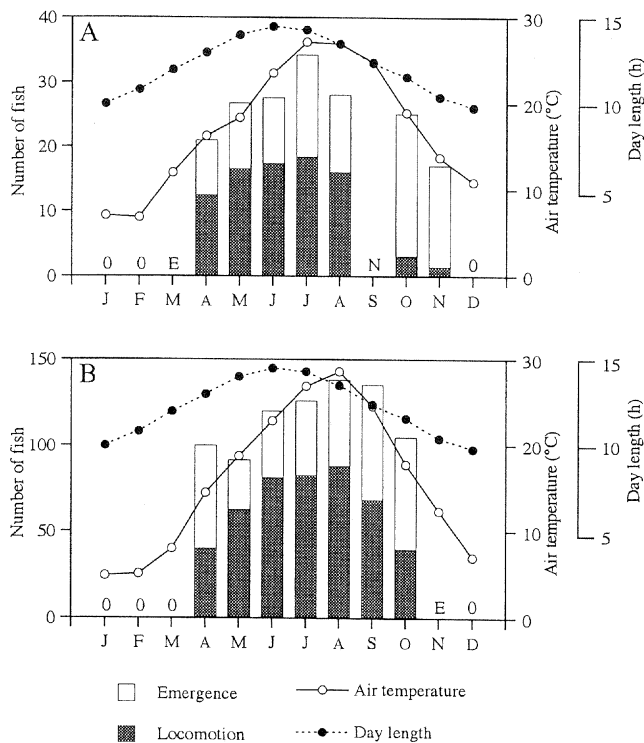 A
40
30
20
10
0
Number of fish
0 0 E N 0
J F M A M J J A S O N D
30
20
10
0
Air temperature (°C)
15
10
5
Day length (h)
B
150
100
50
0
Number of fish
0 0 0 E 0
J F M A M J J A S O N D
30
20
10
0
Air temperature (°C)
15
10
5
Day length (h)
Emergence
Air temperature
Locomotion
Day length